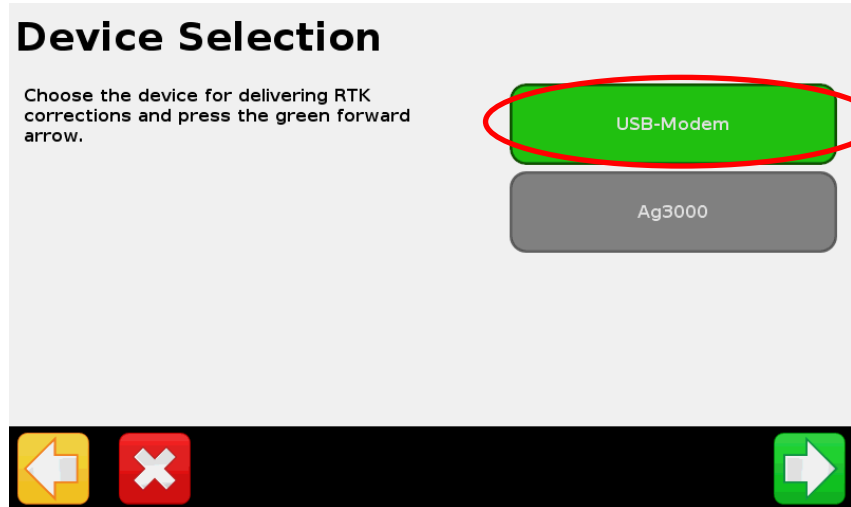 Device Selection
Choose the device for delivering RTK
corrections and press the green forward
arrow.
USB-Modem
Ag3000